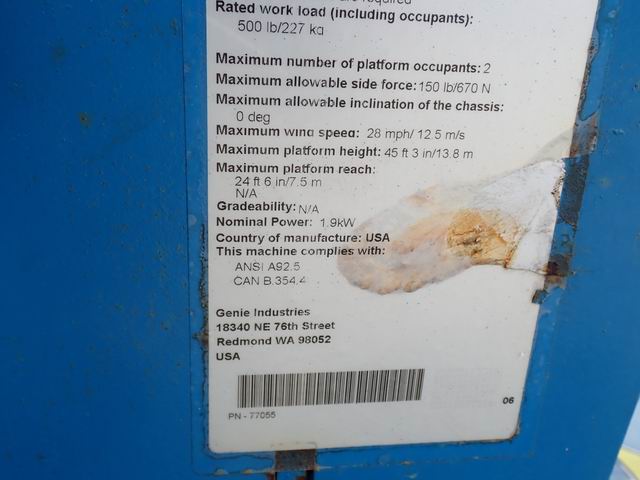 required
Rated work load (including occupants):
500 lb/227 kg
Maximum number of platform occupants: 2
Maximum allowable side force: 150 lb/670 N
Maximum allowable inclination of the chassis:
0 deg
Maximum wind speed: 28 mph/ 12.5 m/s
Maximum platform height: 45 ft 3 in/13.8 m
Maximum platform reach:
24 ft 6 in/7.5 m
N/A
Gradeability: N/A
Nominal Power: 1.9kW
Country of manufacture: USA
This machine complies with:
ANSI A92.5
CAN B.354.4
Genie Industries
18340 NE 76th Street
Redmond WA 98052
USA
PN - 77055
06